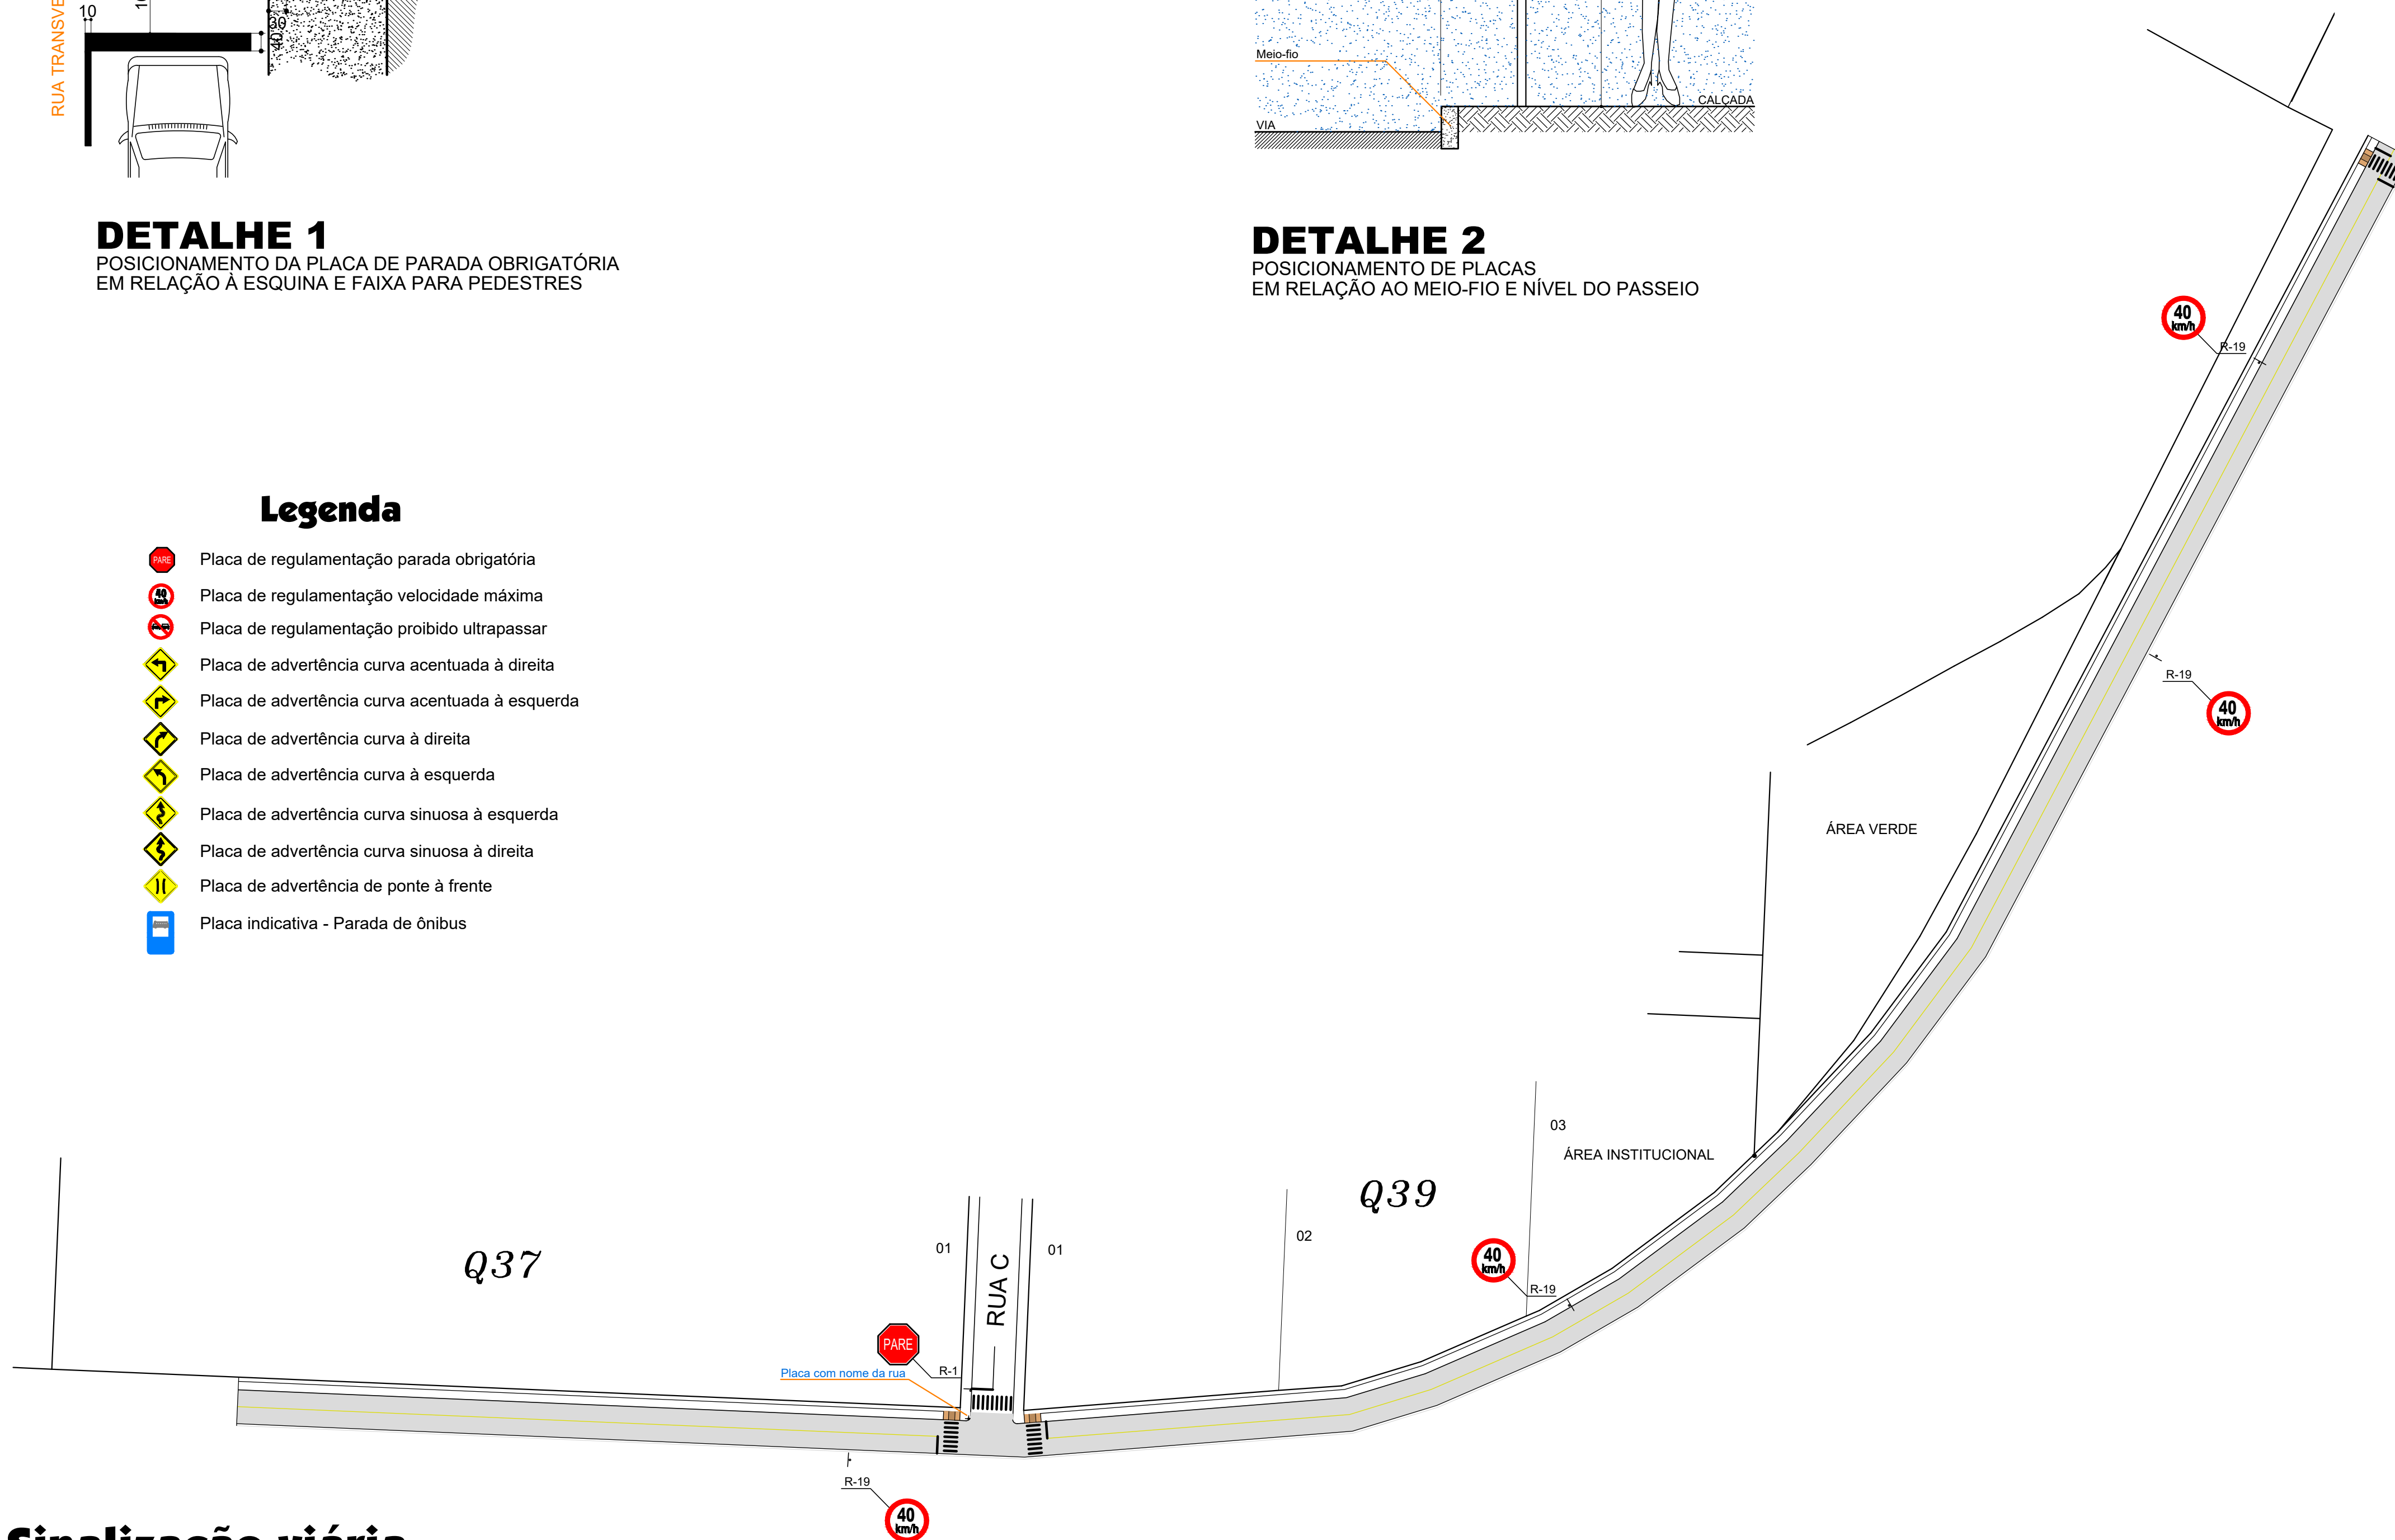 RUA TRANSVE
10
30
40
DETALHE 1
POSICIONAMENTO DA PLACA DE PARADA OBRIGATÓRIA
EM RELAÇÃO À ESQUINA E FAIXA PARA PEDESTRES
Meio-fio
CALÇADA
VIA
DETALHE 2
POSICIONAMENTO DE PLACAS
EM RELAÇÃO AO MEIO-FIO E NÍVEL DO PASSEIO
40
km/h
R-19
Legenda
PARE
Placa de regulamentação parada obrigatória
40
km/h
Placa de regulamentação velocidade máxima
Placa de regulamentação proibido ultrapassar
Placa de advertência curva acentuada à direita
Placa de advertência curva acentuada à esquerda
Placa de advertência curva à direita
Placa de advertência curva à esquerda
Placa de advertência curva sinuosa à esquerda
Placa de advertência curva sinuosa à direita
Placa de advertência de ponte à frente
Placa indicativa - Parada de ônibus
R-19
40
km/h
ÁREA VERDE
03
ÁREA INSTITUCIONAL
Q39
02
01
RUA C
01
Q37
40
km/h
R-19
PARE
R-1
Placa com nome da rua
R-19
40
km/h
Sinalização viária